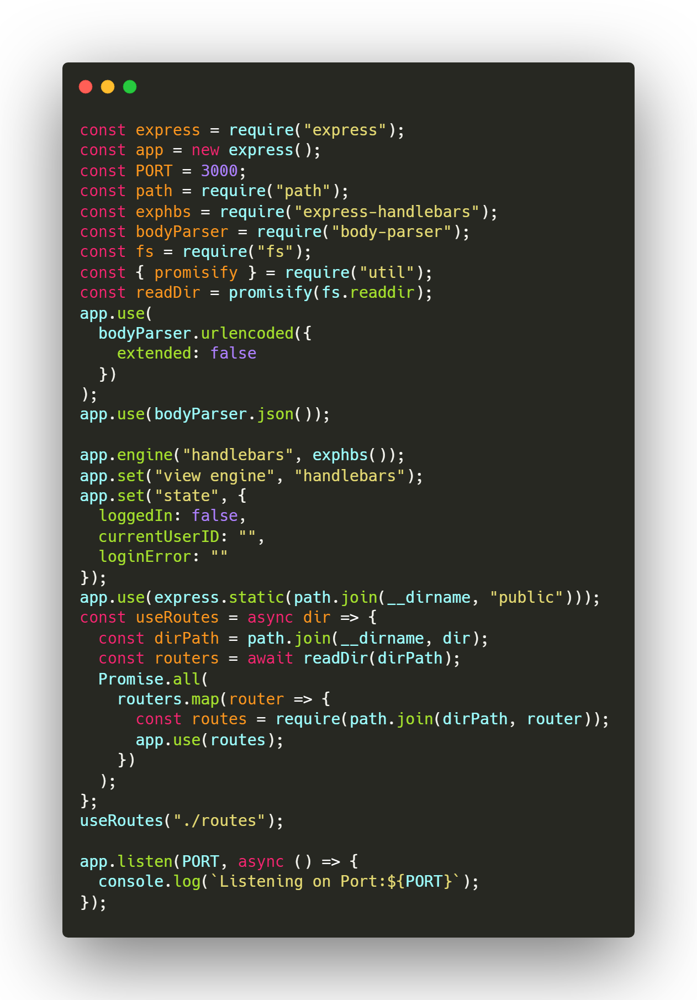 const express = require("express");
const app = new express();
const PORT = 3000;
const path = require("path");
const exphbs = require("express-handlebars");
const bodyParser = require("body-parser");
const fs = require("fs");
const { promisify } = require("util");
const readDir = promisify(fs.readdir);
app.use(
  bodyParser.urlencoded({
    extended: false
  })
);
app.use(bodyParser.json());

app.engine("handlebars", exphbs());
app.set("view engine", "handlebars");
app.set("state", {
  loggedIn: false,
  currentUserID: "",
  loginError: ""
});
app.use(express.static(path.join(__dirname, "public")));
const useRoutes = async dir => {
  const dirPath = path.join(__dirname, dir);
  const routers = await readDir(dirPath);
  Promise.all(
    routers.map(router => {
      const routes = require(path.join(dirPath, router));
      app.use(routes);
    })
  );
};
useRoutes("./routes");

app.listen(PORT, async () => {
  console.log(`Listening on Port:${PORT}`);
});